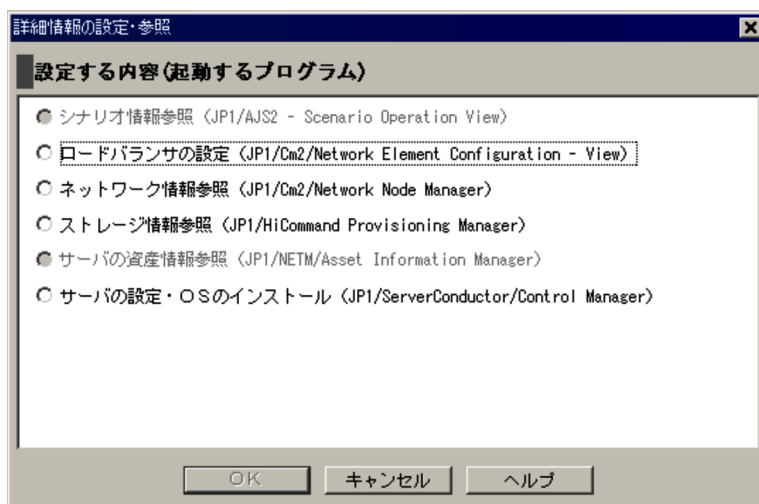 詳細情報の設定・参照
設定する内容(起動するプログラム)
シナリオ情報参照 (JP1/AJS2 - Scenario Operation View)
ロードバランサの設定 (JP1/Cm2/Network Element Configuration - View)
ネットワーク情報参照 (JP1/Cm2/Network Node Manager)
ストレージ情報参照 (JP1/HiCommand Provisioning Manager)
サーバの資産情報参照 (JP1/NETM/Asset Information Manager)
サーバの設定・OSのインストール (JP1/ServerConductor/Control Manager)
OK キャンセル ヘルプ